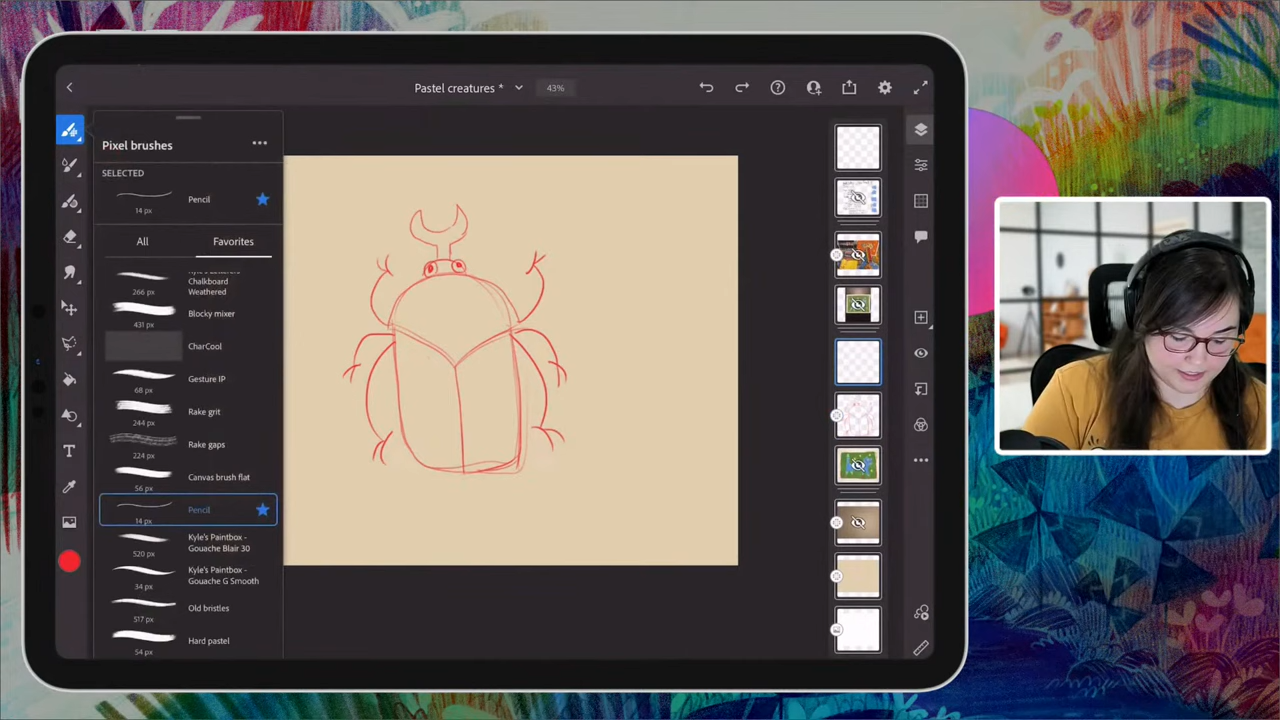 Pastel creatures *
43%
Pixel brushes
SELECTED
Pencil
14 px
All
Favorites
Chalkboard
Weathered
266 px
Blocky mixer
431 px
CharCool
Gesture IP
68 px
Rake grit
244 px
Rake gaps
224 px
Canvas brush flat
56 px
Pencil
14 px
Kyle's Paintbox -
Gouache Blair 30
520 px
Kyle's Paintbox -
Gouache G Smooth
34 px
Old bristles
517 px
Hard pastel
54 px